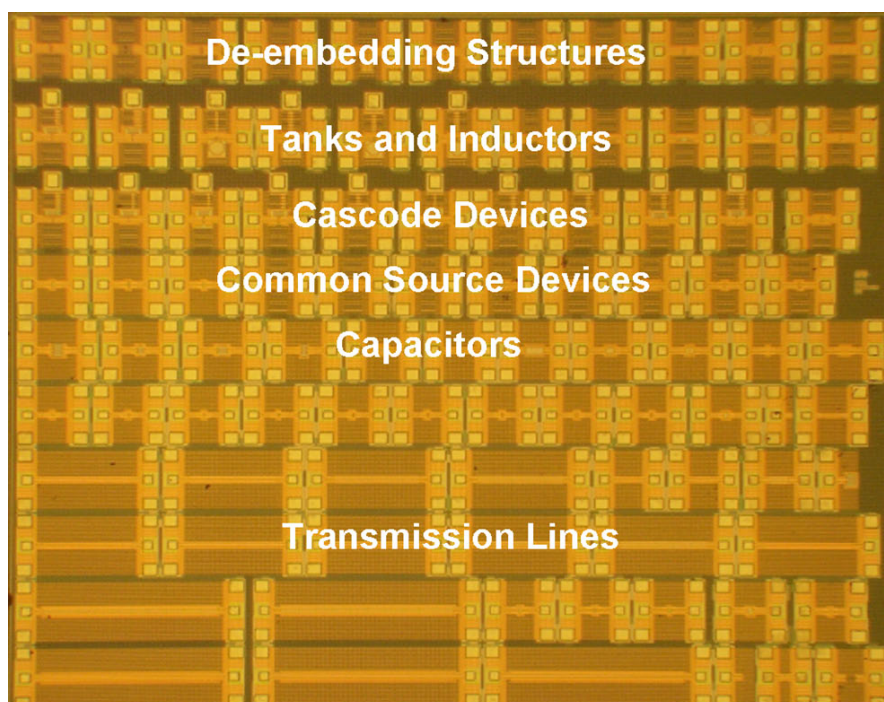 De-embedding Structures
Tanks and Inductors
Cascode Devices
Common Source Devices
Capacitors
Transmission Lines